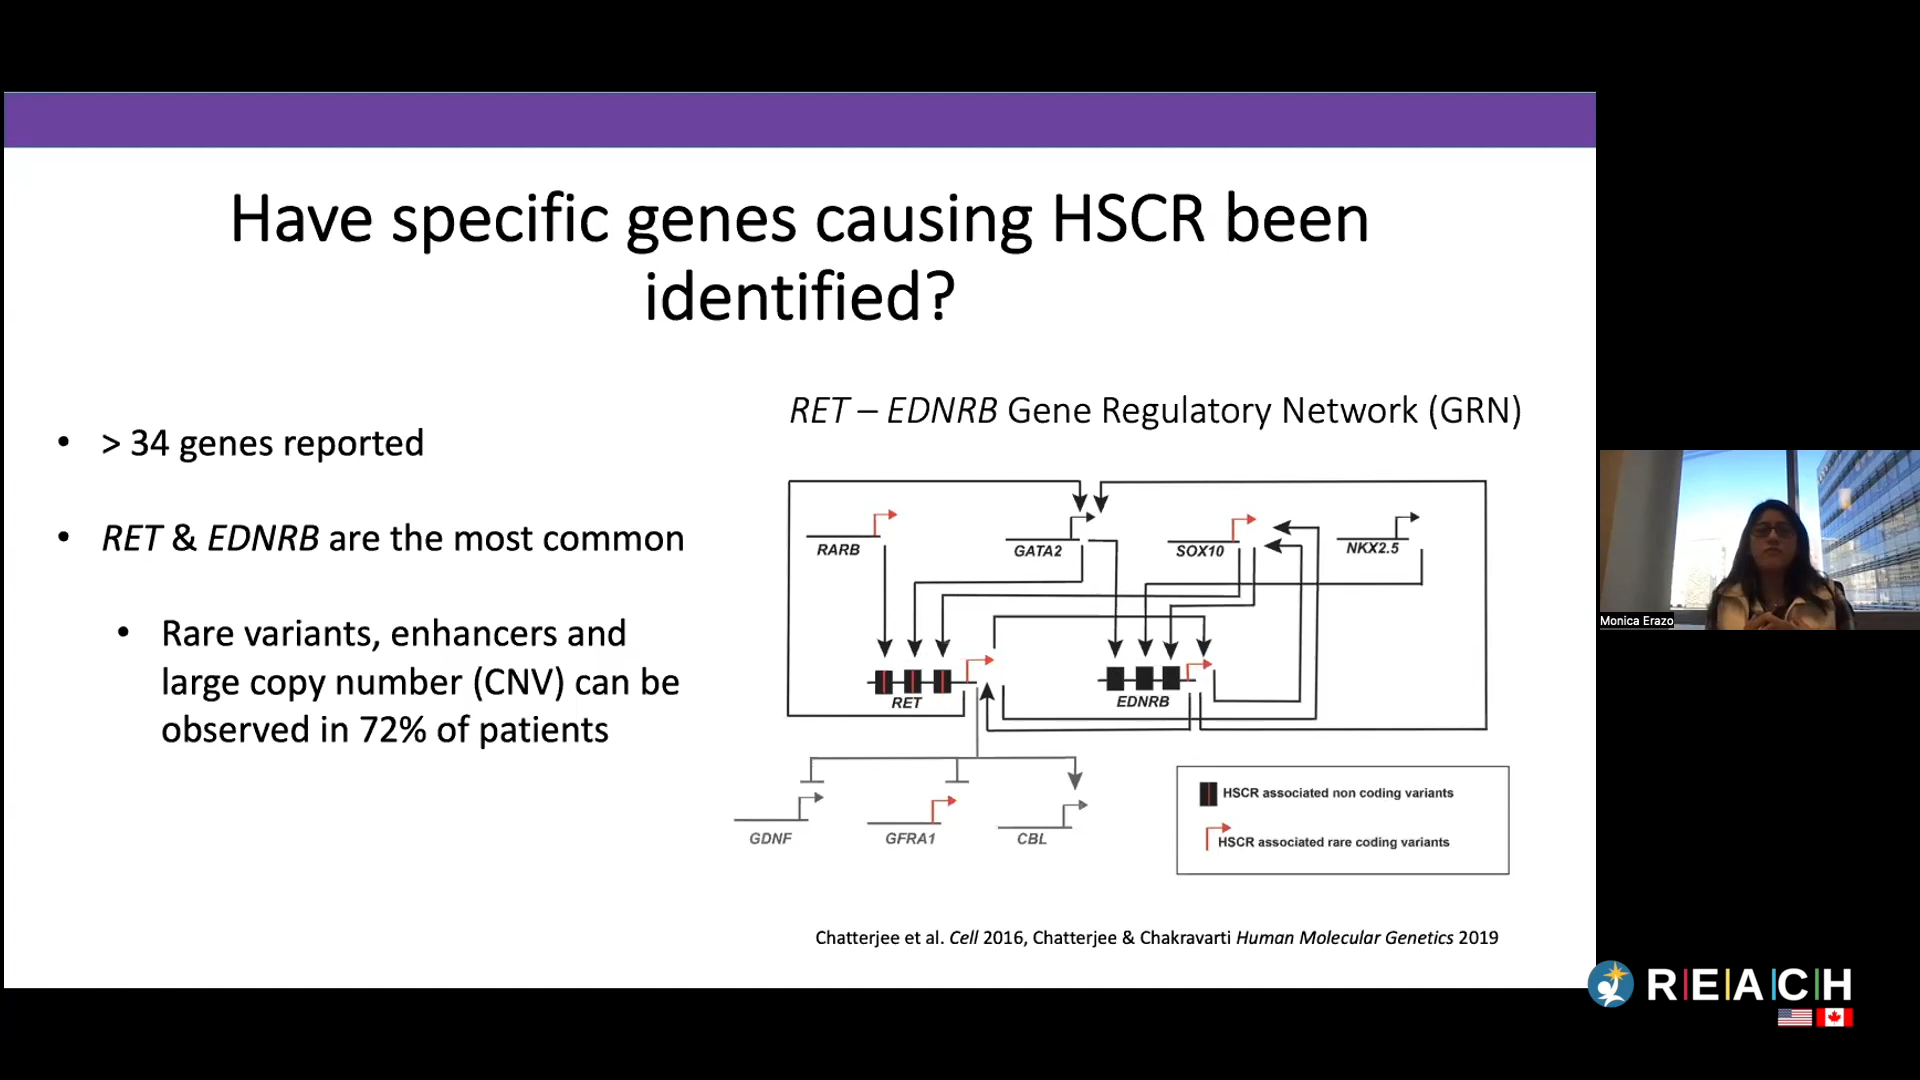 Have specific genes causing HSCR been
identified?
• > 34 genes reported
• RET & EDNRB are the most common
• Rare variants, enhancers and
large copy number (CNV) can be
observed in 72% of patients
RET – EDNRB Gene Regulatory Network (GRN)
RARB
GATA2
SOX10
NKX2.5
RET
EDNRB
GDNF
GFRA1
CBL
HSCR associated non coding variants
HSCR associated rare coding variants
Chatterjee et al. Cell 2016, Chatterjee & Chakravarti Human Molecular Genetics 2019
Monica Erazo
R|E|A|C|H